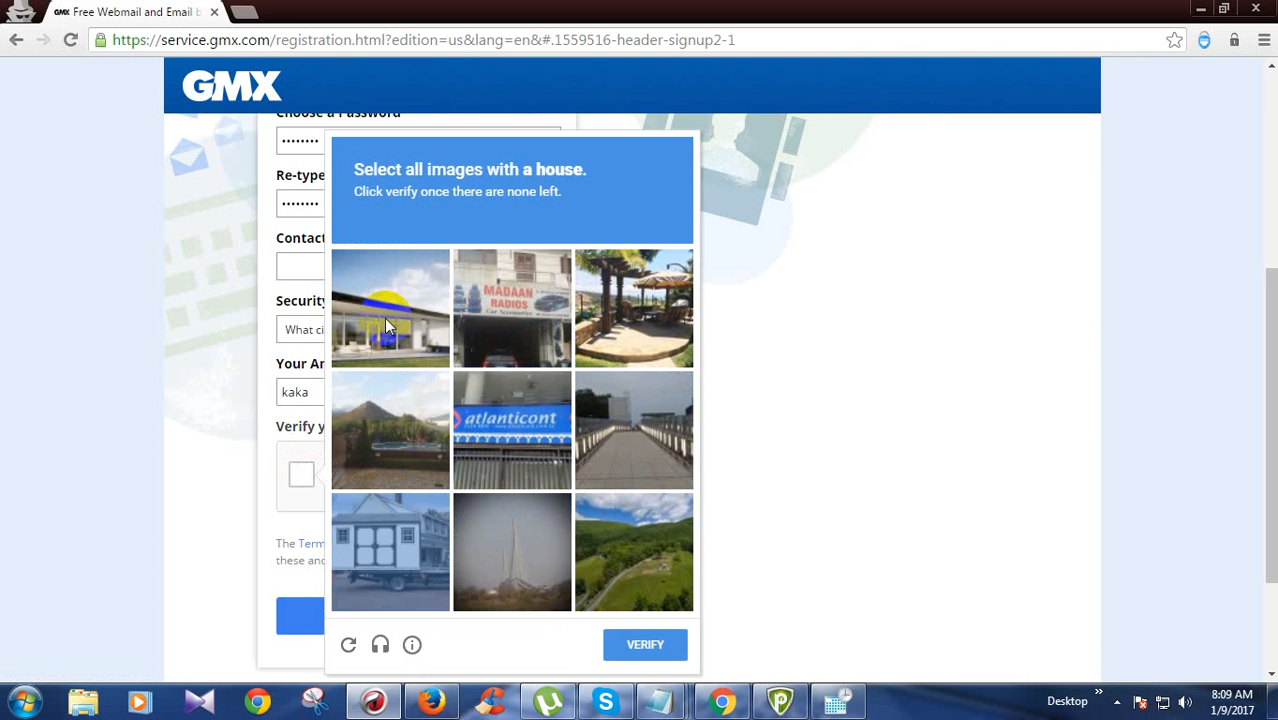 GMX Free Webmail and Email b
https://service.gmx.com/registration.html?edition=us&lang=en&#.1559516-header-signup2-1
GMX
Choose a Password
••••••••
Re-type
••••••••
Contact
Security
What ci
Your An
kaka
Verify y
The Term
these and
Select all images with a house.
Click verify once there are none left.
MADAAN
RADIOS
Car Accessories
atlanticont
VERIFY
Desktop
8:09 AM
1/9/2017